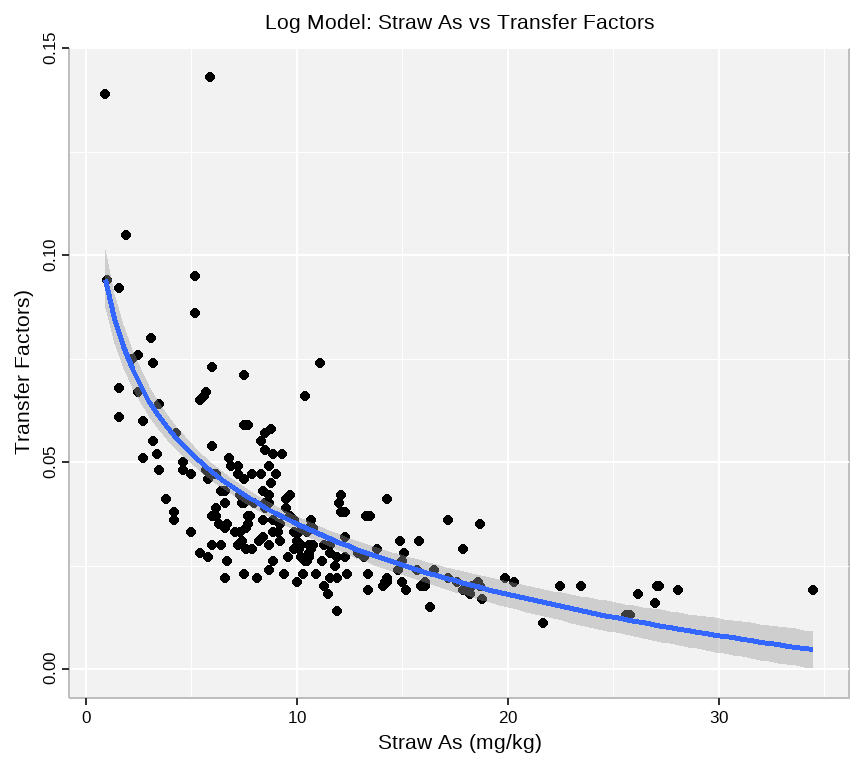 Log Model: Straw As vs Transfer Factors
0.15
0.10
0.05
0.00
Transfer Factors)
0
10
20
30
Straw As (mg/kg)